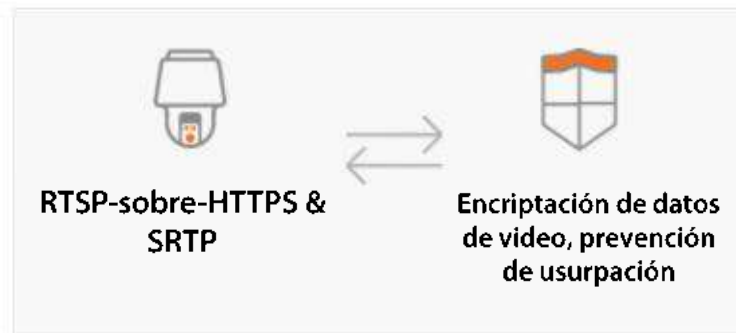 RTSP-sobre-HTTPS &
SRTP
Encriptación de datos
de video, prevención
de usurpación